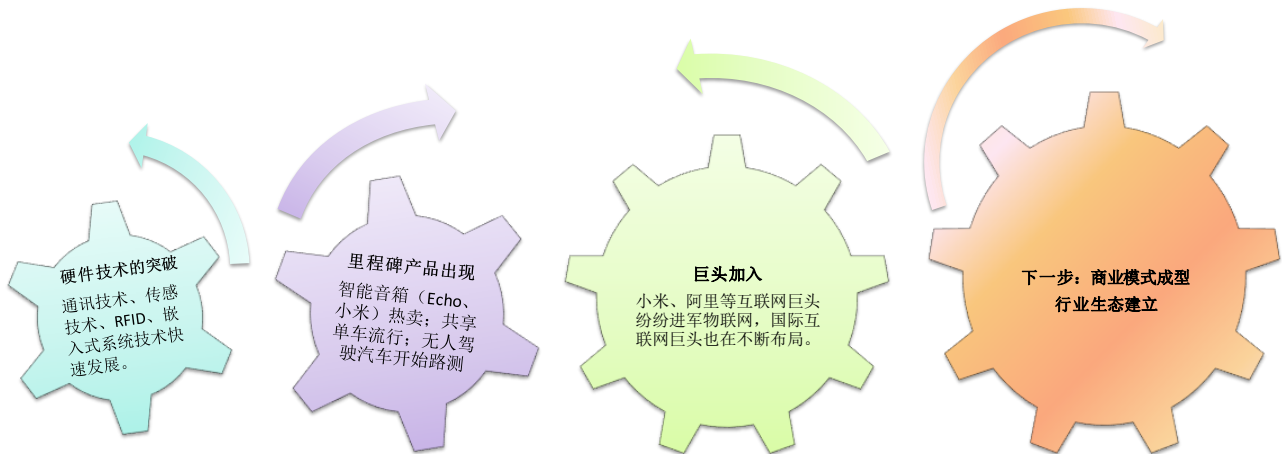 硬件技术的突破
通讯技术、传感
技术、RFID、嵌
入式系统技术快
速发展。
里程碑产品出现
智能音箱（Echo、
小米）热卖；共享
单车流行；无人驾
驶汽车开始路测
巨头加入
小米、阿里等互联网巨头
纷纷进军物联网，国际互
联网巨头也在不断布局。
下一步：商业模式成型
行业生态建立